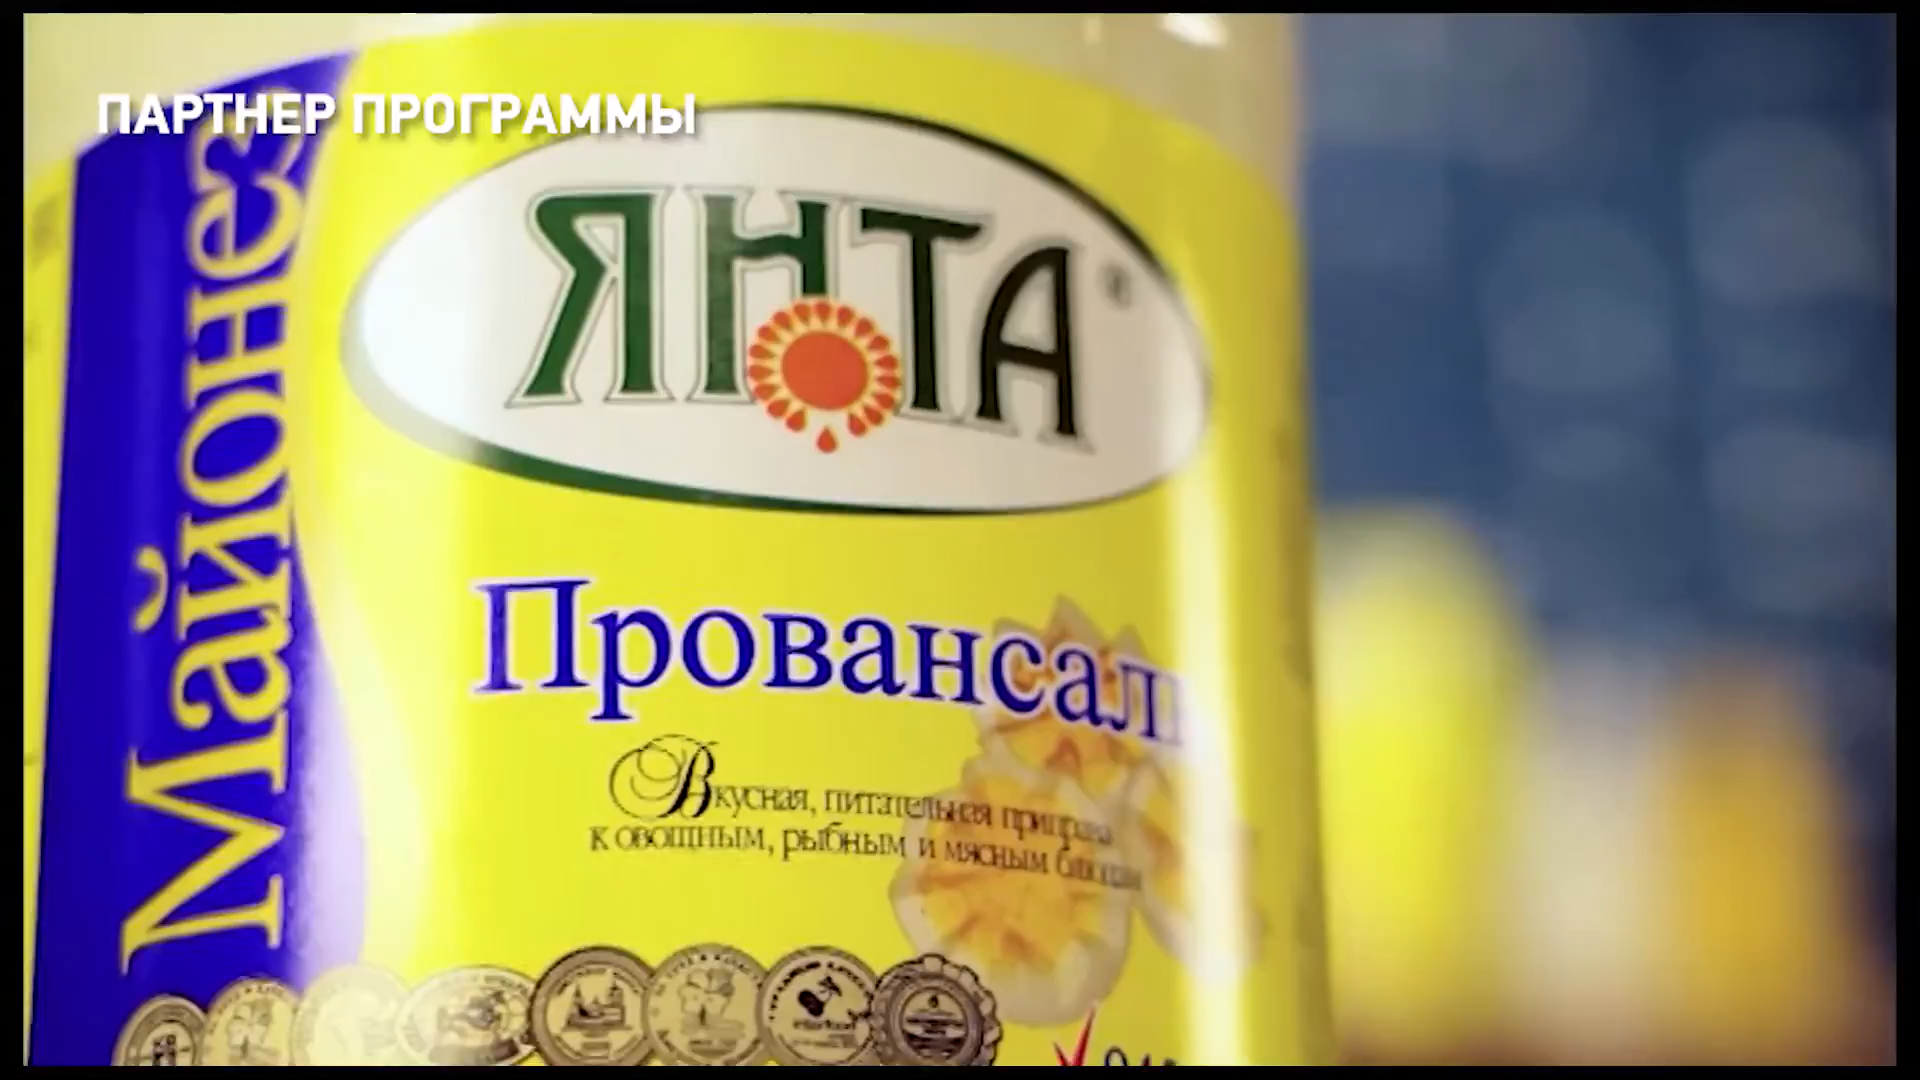 ПАРТНЕР ПРОГРАММЫ
Майонез
ЯНТА®
Провансаль
Вкусная, питательная приправа
к овощным, рыбным и мясным блюдам